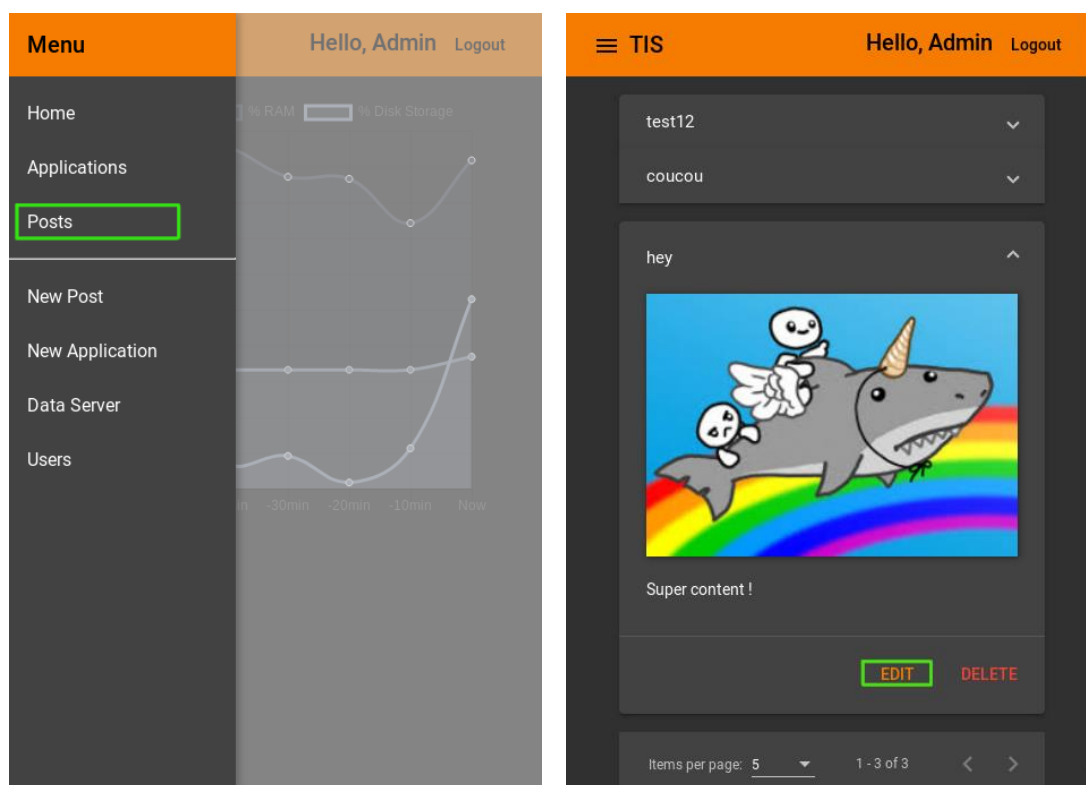 Menu
Hello, Admin Logout
Home
Applications
Posts
New Post
New Application
Data Server
Users
% RAM % Disk Storage
-30min -20min -10min Now
TIS
Hello, Admin Logout
test12
coucou
hey
Super content !
EDIT DELETE
Items per page: 5 1 - 3 of 3